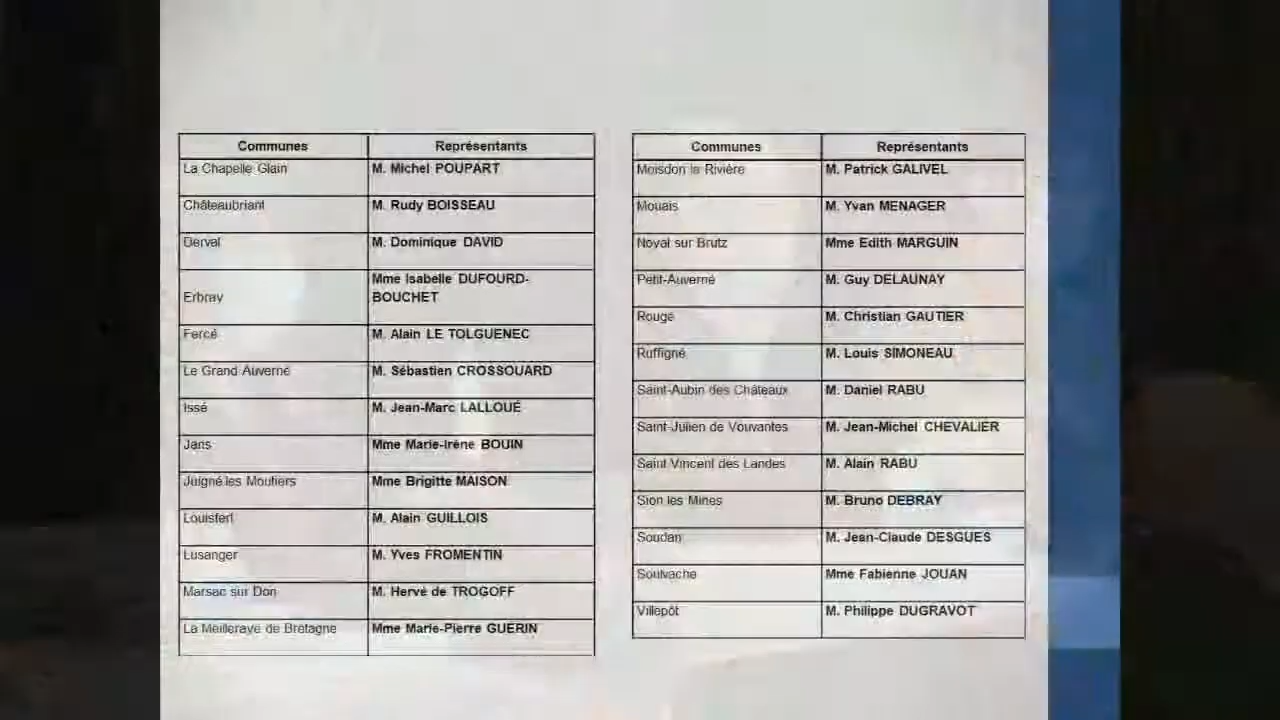 Communes Représentants
La Chapelle Glain M. Michel POUPART
Châteaubriant M. Rudy BOISSEAU
Derval M. Dominique DAVID
Erbray Mme Isabelle DUFOURD-
BOUCHET
Fercé M. Alain LE TOLGUENEC
Le Grand Auverné M. Sébastien CROSSOUARD
Issé M. Jean-Marc LALLOUÉ
Jans Mme Marie-Irène BOUIN
Juigné les Moutiers Mme Brigitte MAISON
Louisfert M. Alain GUILLOIS
Lusanger M. Yves FROMENTIN
Marsac sur Don M. Hervé de TROGOFF
La Meilleraye de Bretagne Mme Marie-Pierre GUERIN
Communes Représentants
Moisdon la Rivière M. Patrick GALIVEL
Mouais M. Yvan MENAGER
Noyal sur Brutz Mme Edith MARGUIN
Petit-Auverné M. Guy DELAUNAY
Rougé M. Christian GAUTIER
Ruffigné M. Louis SIMONEAU
Saint-Aubin des Châteaux M. Daniel RABU
Saint-Julien de Vouvantes M. Jean-Michel CHEVALIER
Saint Vincent des Landes M. Alain RABU
Sion les Mines M. Bruno DEBRAY
Soudan M. Jean-Claude DESGUES
Soulvache Mme Fabienne JOUAN
Villepôt M. Philippe DUGRAVOT